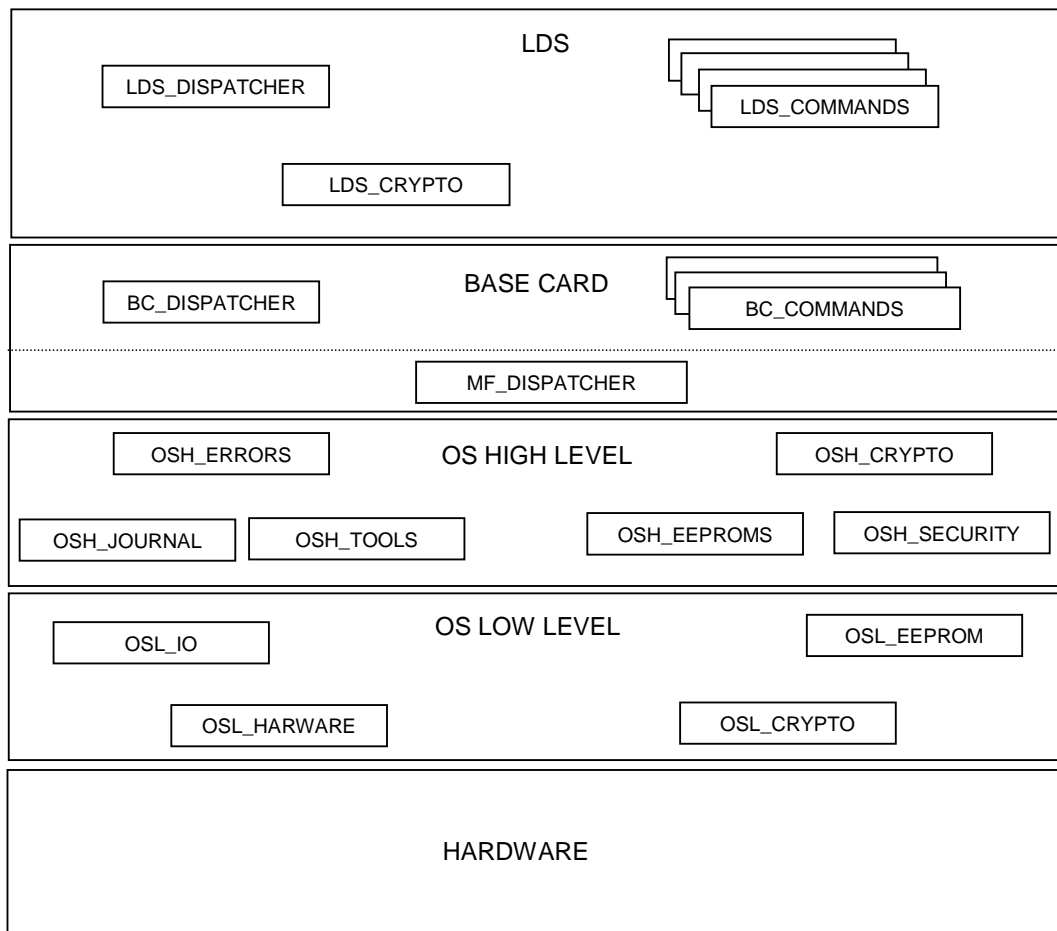 LDS
LDS_DISPATCHER
LDS_COMMANDS
LDS_CRYPTO
BASE CARD
BC_DISPATCHER
BC_COMMANDS
MF_DISPATCHER
OSH_ERRORS
OS HIGH LEVEL
OSH_CRYPTO
OSH_JOURNAL
OSH_TOOLS
OSH_EEPROMS
OSH_SECURITY
OS LOW LEVEL
OSL_IO
OSL_EEPROM
OSL_HARWARE
OSL_CRYPTO
HARDWARE